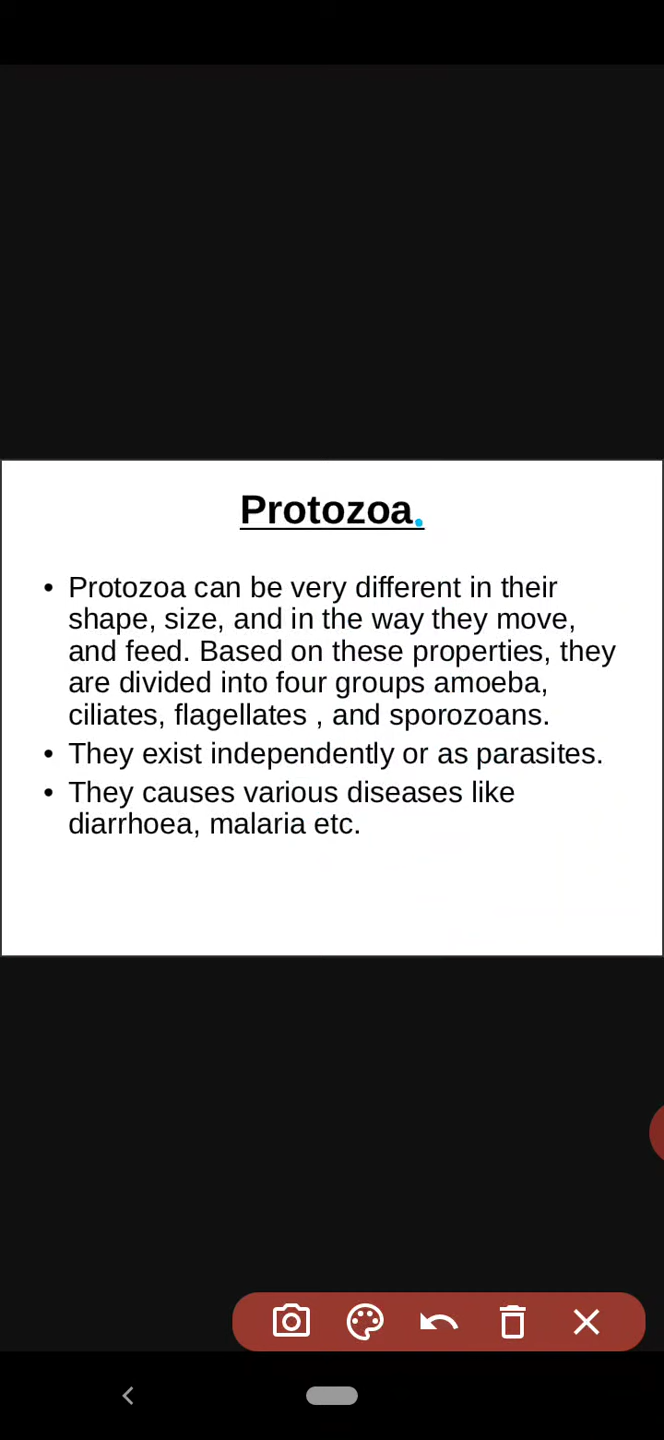 Protozoa.
• Protozoa can be very different in their
shape, size, and in the way they move,
and feed. Based on these properties, they
are divided into four groups amoeba,
ciliates, flagellates , and sporozoans.
• They exist independently or as parasites.
• They causes various diseases like
diarrhoea, malaria etc.